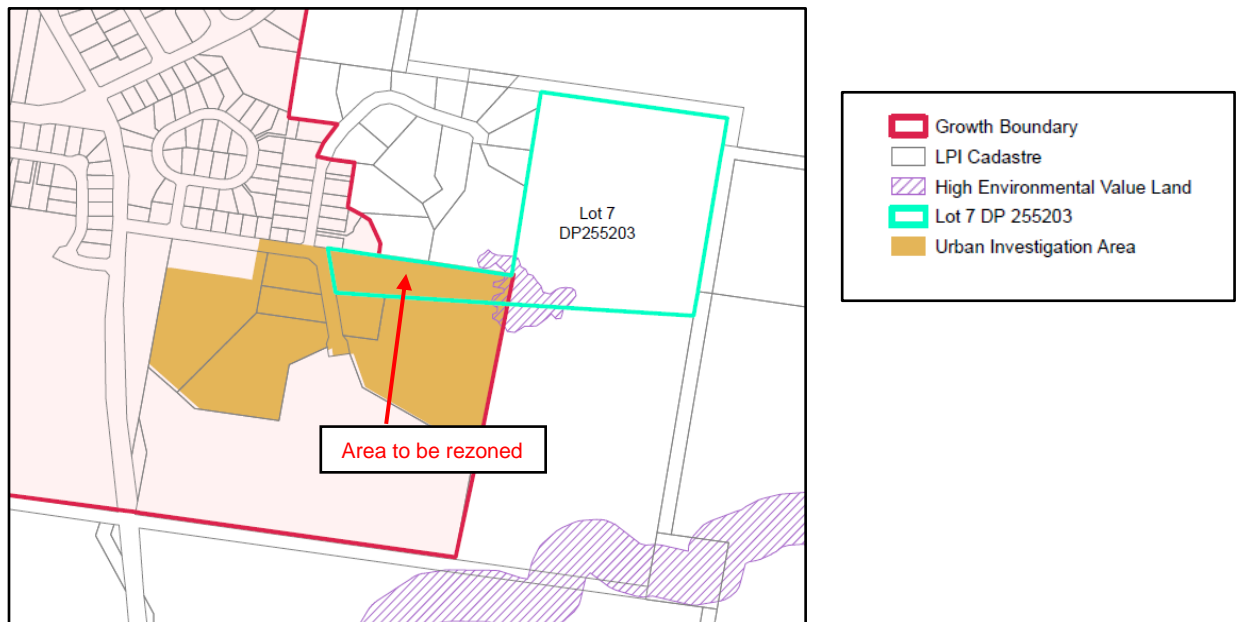 Lot 7
DP255203
Area to be rezoned
Growth Boundary
LPI Cadastre
High Environmental Value Land
Lot 7 DP 255203
Urban Investigation Area